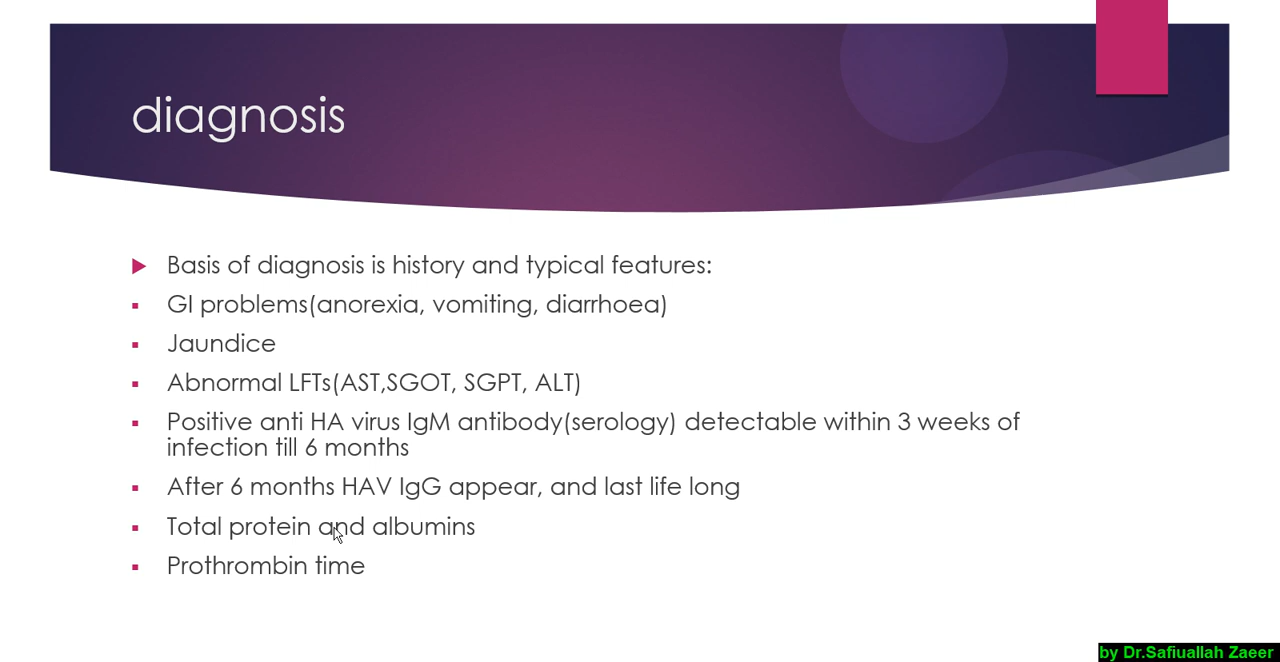 diagnosis
Basis of diagnosis is history and typical features:
GI problems(anorexia, vomiting, diarrhoea)
Jaundice
Abnormal LFTs(AST,SGOT, SGPT, ALT)
Positive anti HA virus IgM antibody(serology) detectable within 3 weeks of
infection till 6 months
After 6 months HAV IgG appear, and last life long
Total protein and albumins
Prothrombin time
by Dr.Safiuallah Zaeer